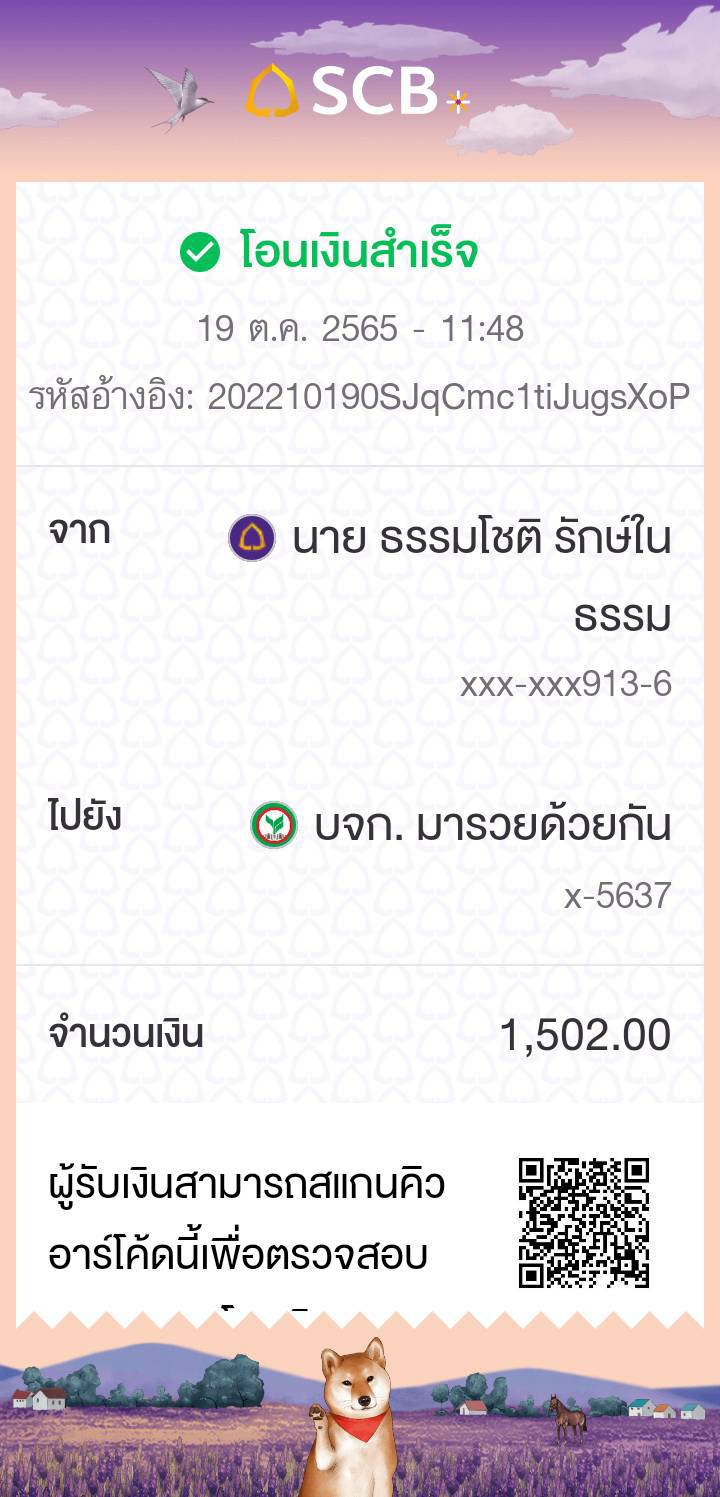 SCB
โอนเงินสำเร็จ
19 ต.ค. 2565 - 11:48
รหัสอ้างอิง: 202210190SJqCmc1tiJugsXoP
จาก
นาย ธรรมโชติ รักษ์ใน
ธรรม
xxx-xxx913-6
ไปยัง
บจก. มารวยด้วยกัน
x-5637
จำนวนเงิน 1,502.00
ผู้รับเงินสามารถสแกนคิว
อาร์โค้ดนี้เพื่อตรวจสอบ